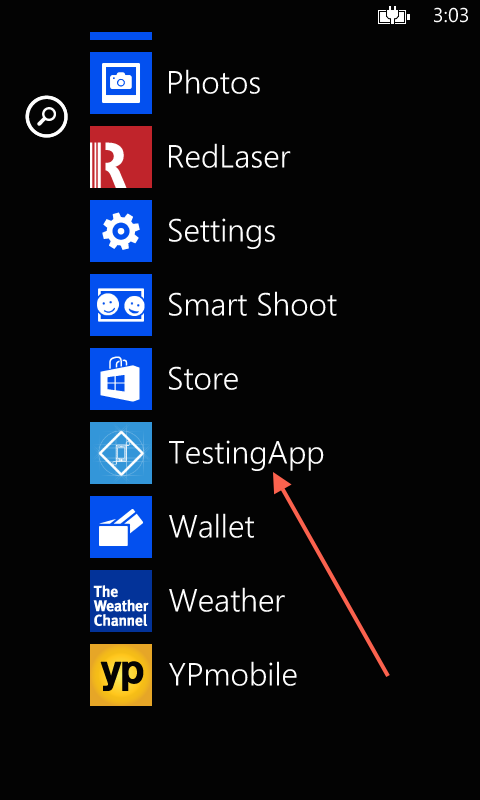 3:03
Photos
R
RedLaser
Settings
Smart Shoot
Store
TestingApp
Wallet
The
Weather
Channel
Weather
yp
YPmobile